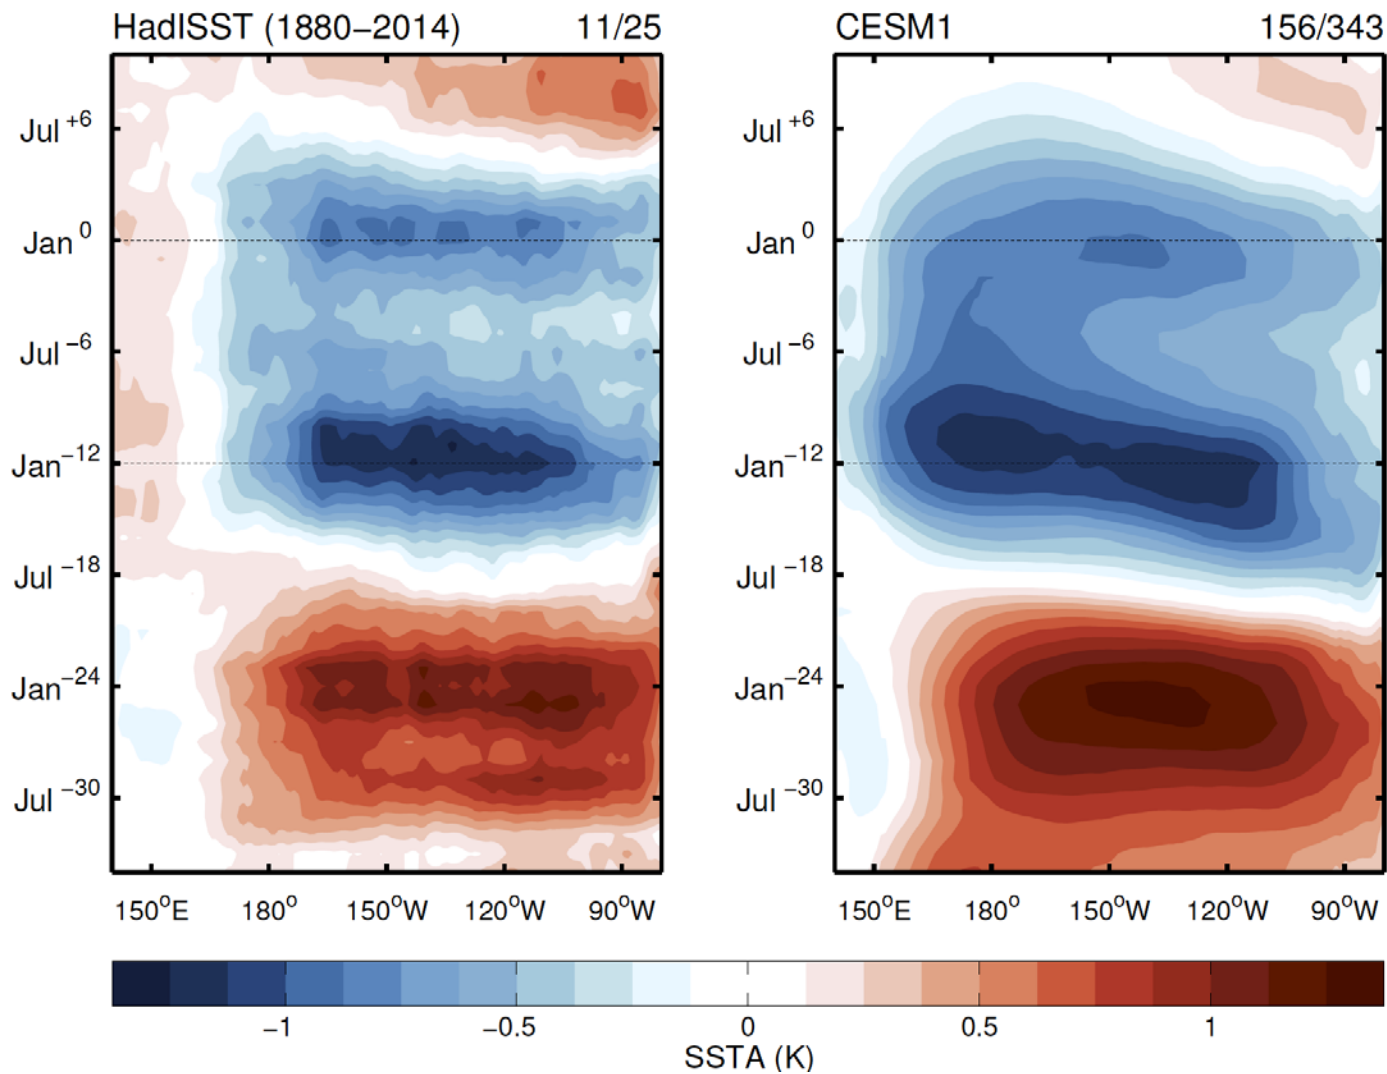 HadISST (1880−2014) 11/25
CESM1 156/343
Jul +6
Jan 0
Jul −6
Jan −12
Jul −18
Jan −24
Jul −30
150°E 180° 150°W 120°W 90°W
Jul +6
Jan 0
Jul −6
Jan −12
Jul −18
Jan −24
Jul −30
150°E 180° 150°W 120°W 90°W
−1 −0.5 0 0.5 1
SSTA (K)